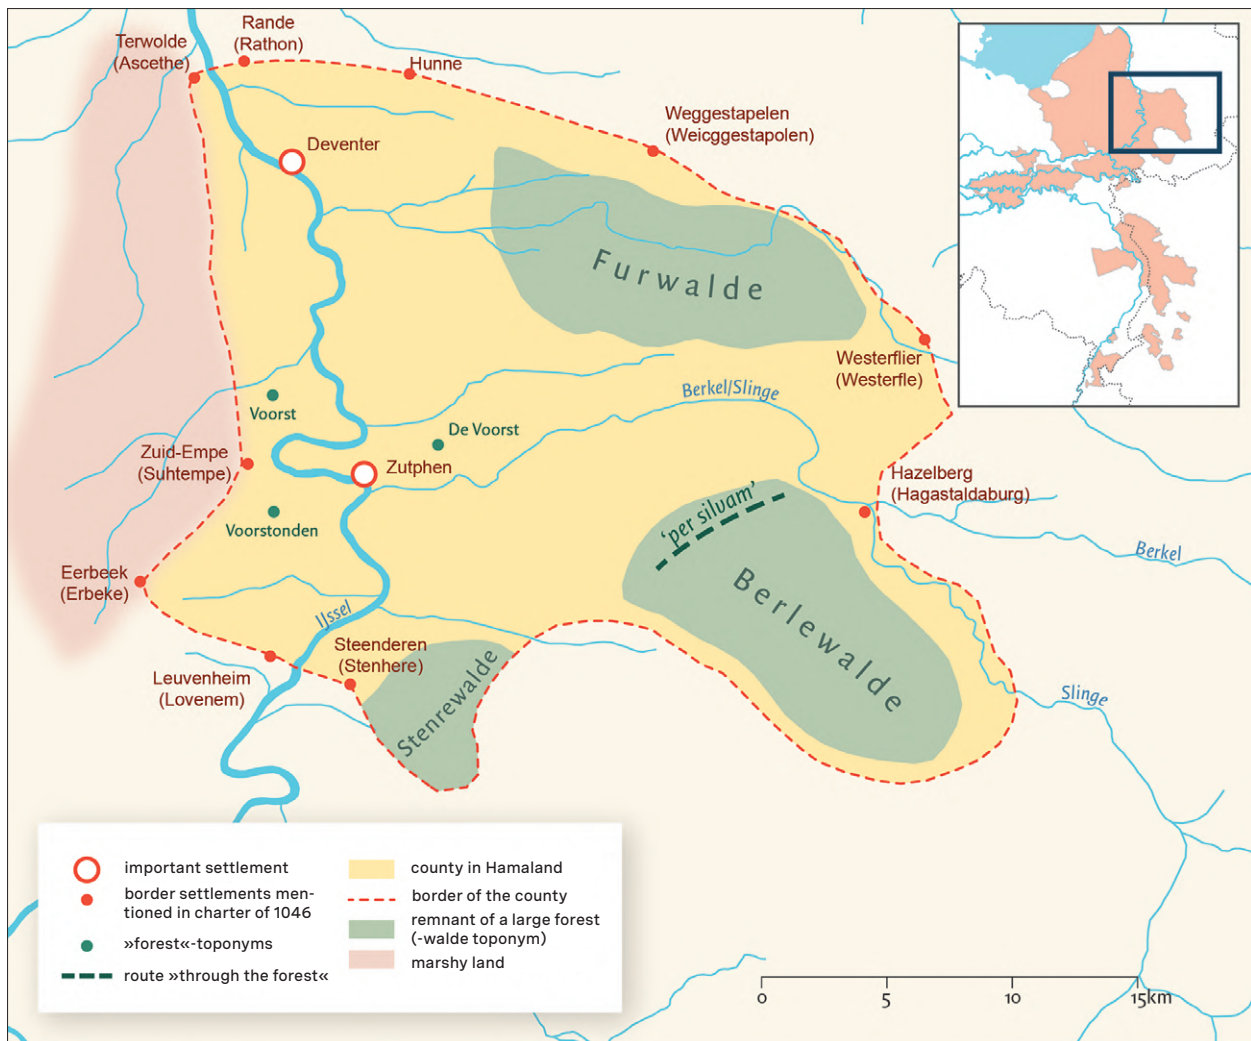 Rande
(Rathon)
Terwolde
(Ascethe)
Hunne
Weggestapelen
(Weicggestapolen)
Deventer
Furwalde
Westerflier
(Westerfle)
Berkel/Slinge
Voorst
De Voorst
Zuid-Empe
(Suhtempe)
Zutphen
Hazelberg
(Hagastaldaburg)
'per silvam'
Voorstonden
Berkel
Eerbeek
(Erbeke)
Berlewalde
IJssel
Steenderen
(Stenhere)
Leuvenheim
(Lovenem)
Stenrewalde
Slinge
important settlement
border settlements men-
tioned in charter of 1046
»forest«-toponyms
route »through the forest«
county in Hamaland
border of the county
remnant of a large forest
(-walde toponym)
marshy land
0 5 10 15km